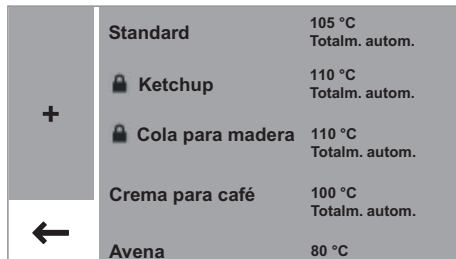 Standard
105 °C
Totalm. autom.
Ketchup
110 °C
Totalm. autom.
+
Cola para madera
110 °C
Totalm. autom.
Crema para café
100 °C
Totalm. autom.
Avena
80 °C